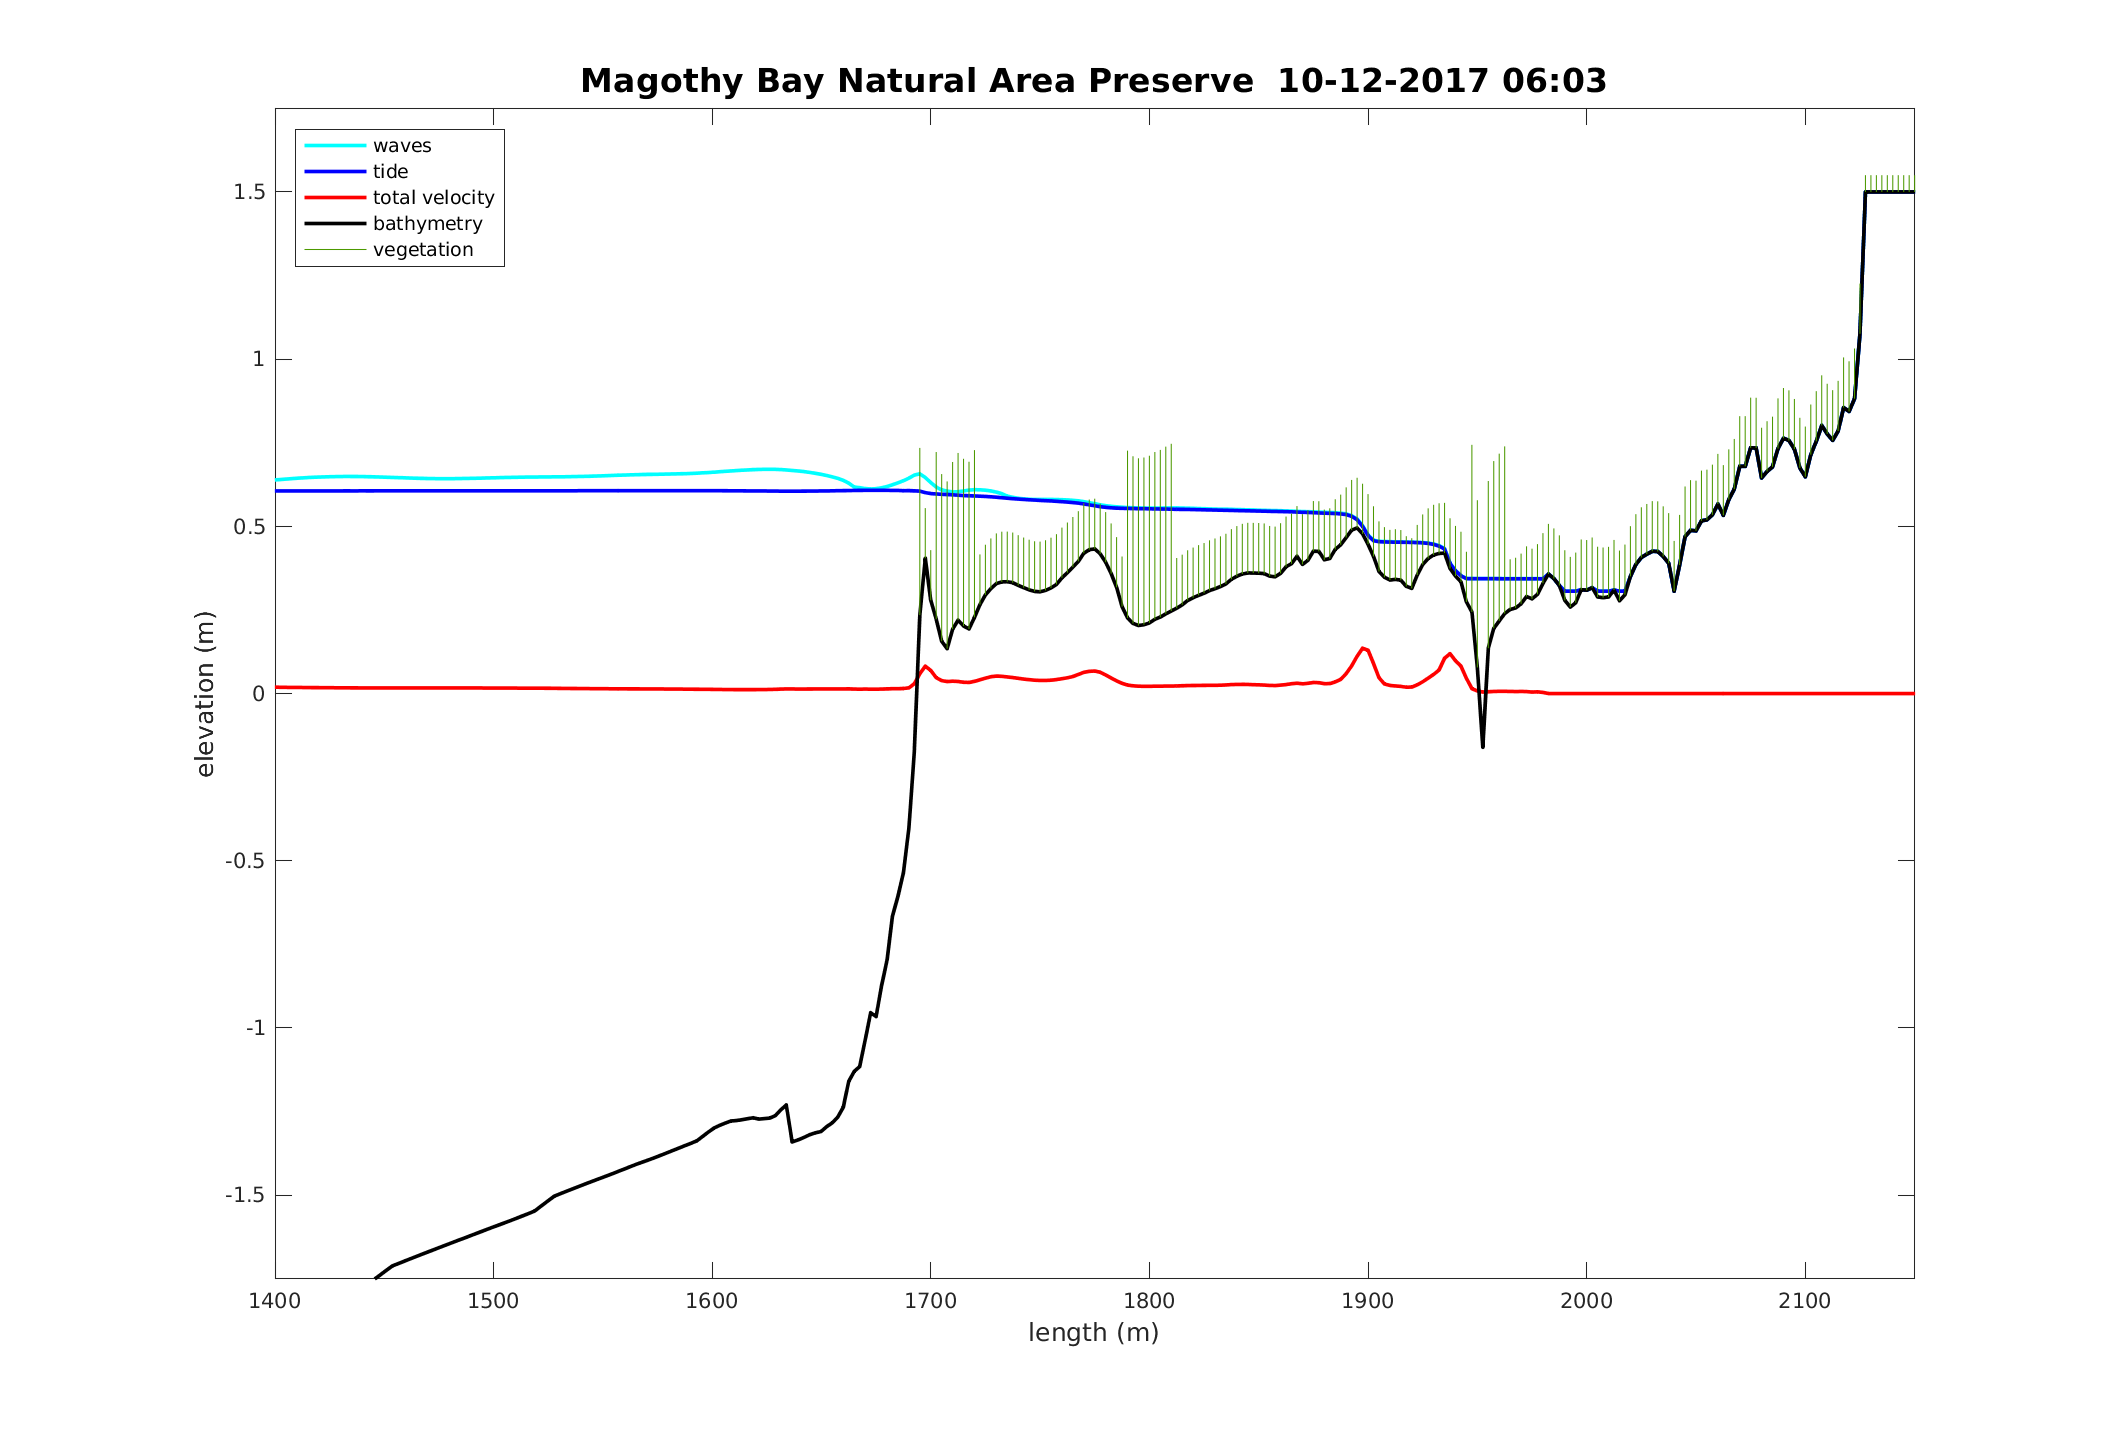 Magothy Bay Natural Area Preserve  10-12-2017 06:03
waves
tide
total velocity
bathymetry
vegetation
1.5
1
0.5
0
-0.5
-1
-1.5
elevation (m)
1400 1500 1600 1700 1800 1900 2000 2100
length (m)